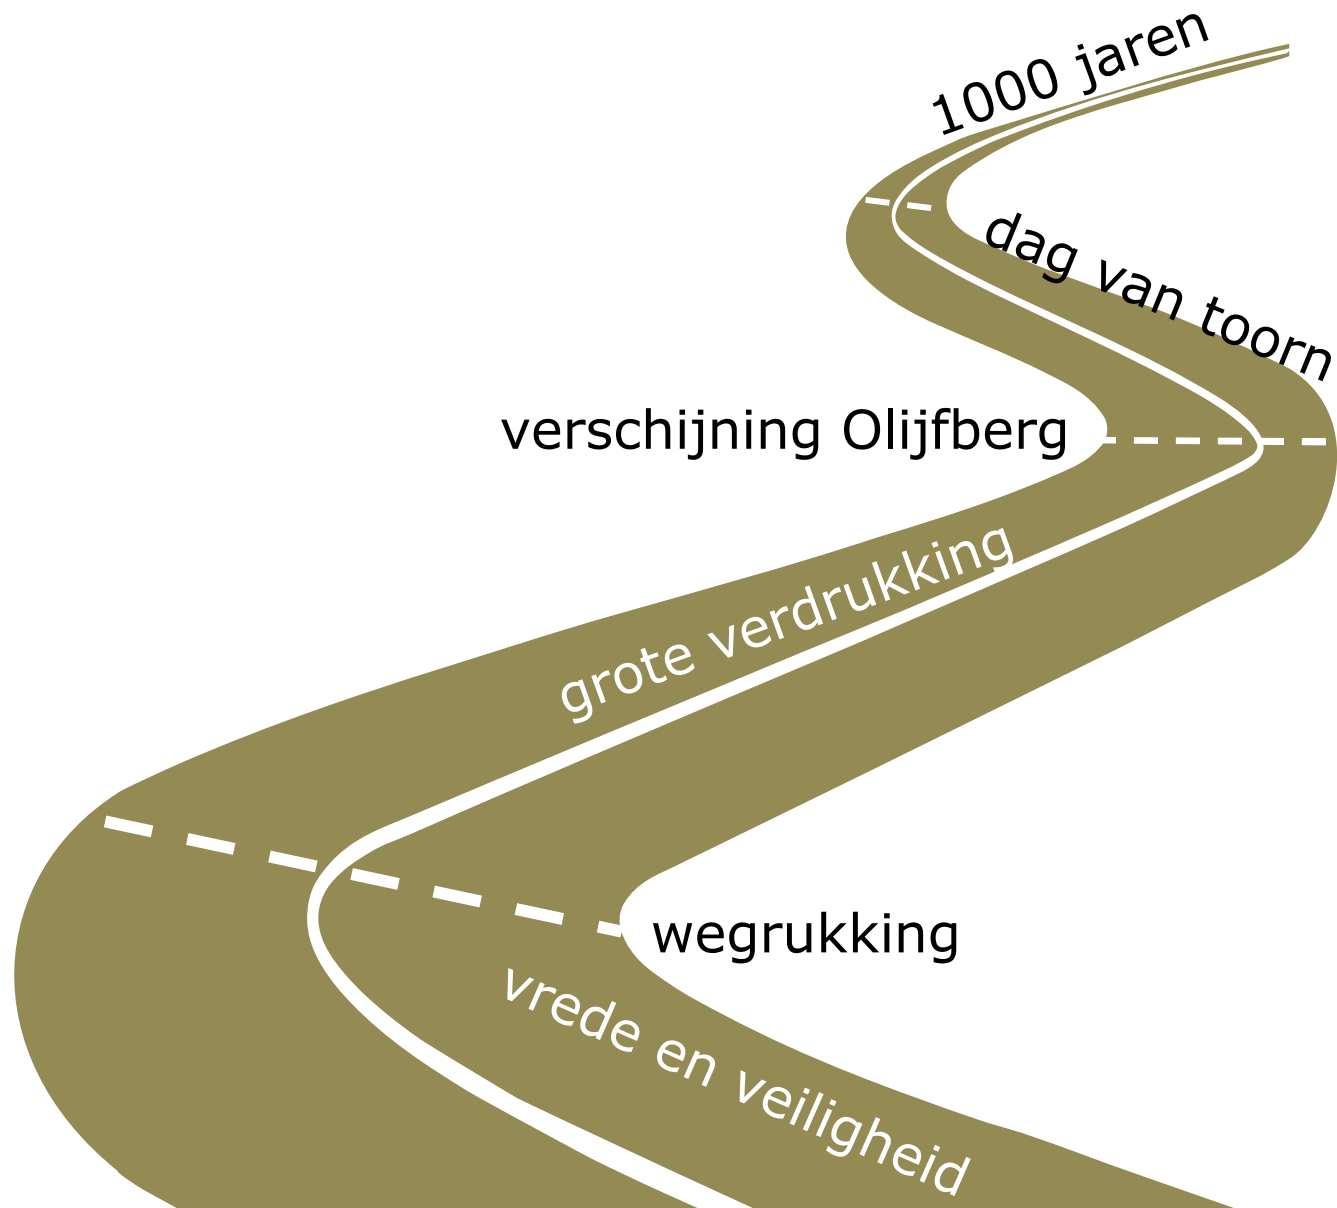 1000 jaren
dag van toorn
verschijning Olijfberg
grote verdrukking
wegrukking
vrede en veiligheid